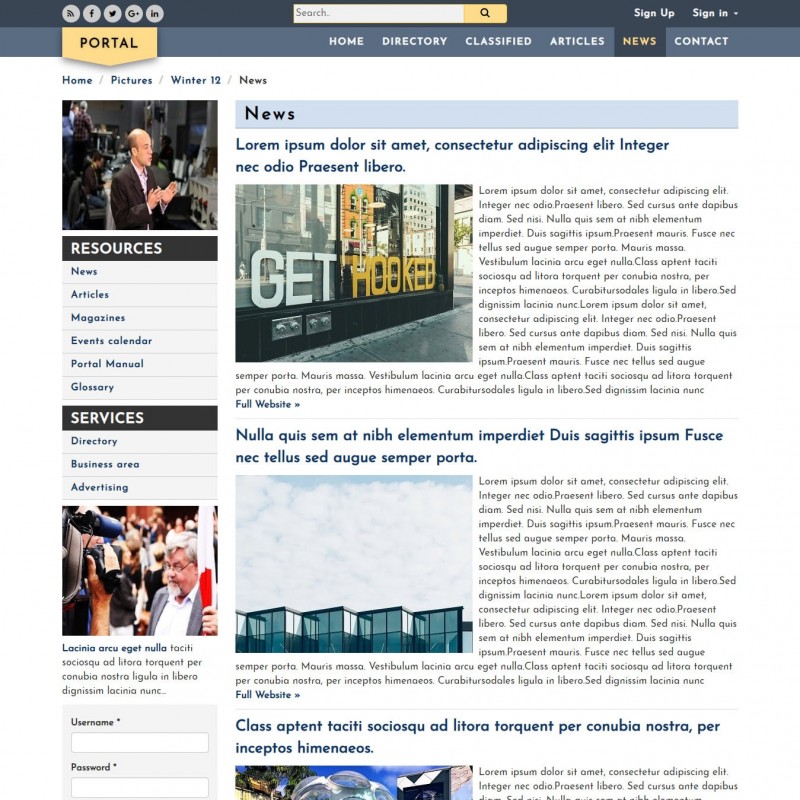 Search..
Sign Up
Sign in
PORTAL
HOME
DIRECTORY
CLASSIFIED
ARTICLES
NEWS
CONTACT
Home / Pictures / Winter 12 / News
RESOURCES
News
Articles
Magazines
Events calendar
Portal Manual
Glossary
SERVICES
Directory
Business area
Advertising
Lacinia arcu eget nulla taciti
sociosqu ad litora torquent per
conubia nostra, per inceptos libero
dignissim lacinia nunc...
Username *
Password *
News
Lorem ipsum dolor sit amet, consectetur adipiscing elit Integer
nec odio Praesent libero.
GET HOOKED
Lorem ipsum dolor sit amet, consectetur adipiscing elit.
Integer nec odio.Praesent libero. Sed cursus ante dapibus
diam. Sed nisi. Nulla quis sem at nibh elementum
imperdiet. Duis sagittis ipsum.Praesent mauris. Fusce nec
tellus sed augue semper porta. Mauris massa.
Vestibulum lacinia arcu eget nulla.Class aptent taciti
sociosqu ad litora torquent per conubia nostra, per
inceptos himenaeos. Curabitursodales ligula in libero.Sed
dignissim lacinia nunc.Lorem ipsum dolor sit amet,
consectetur adipiscing elit. Integer nec odio.Praesent
libero. Sed cursus ante dapibus diam. Sed nisi. Nulla quis
sem at nibh elementum imperdiet. Duis sagittis
ipsum.Praesent mauris. Fusce nec tellus sed augue
semper porta. Mauris massa. Vestibulum lacinia arcu eget nulla.Class aptent taciti sociosqu ad litora torquent
per conubia nostra, per inceptos himenaeos. Curabitursodales ligula in libero.Sed dignissim lacinia nunc
Full Website »
Nulla quis sem at nibh elementum imperdiet Duis sagittis ipsum Fusce
nec tellus sed augue semper porta.
Lorem ipsum dolor sit amet, consectetur adipiscing elit.
Integer nec odio.Praesent libero. Sed cursus ante dapibus
diam. Sed nisi. Nulla quis sem at nibh elementum
imperdiet. Duis sagittis ipsum.Praesent mauris. Fusce nec
tellus sed augue semper porta. Mauris massa.
Vestibulum lacinia arcu eget nulla.Class aptent taciti
sociosqu ad litora torquent per conubia nostra, per
inceptos himenaeos. Curabitursodales ligula in libero.Sed
dignissim lacinia nunc.Lorem ipsum dolor sit amet,
consectetur adipiscing elit. Integer nec odio.Praesent
libero. Sed cursus ante dapibus diam. Sed nisi. Nulla quis
sem at nibh elementum imperdiet. Duis sagittis
ipsum.Praesent mauris. Fusce nec tellus sed augue
semper porta. Mauris massa. Vestibulum lacinia arcu eget nulla.Class aptent taciti sociosqu ad litora torquent
per conubia nostra, per inceptos himenaeos. Curabitursodales ligula in libero.Sed dignissim lacinia nunc
Full Website »
Class aptent taciti sociosqu ad litora torquent per conubia nostra, per
inceptos himenaeos.
Lorem ipsum dolor sit amet, consectetur adipiscing elit.
Integer nec odio.Praesent libero. Sed cursus ante dapibus